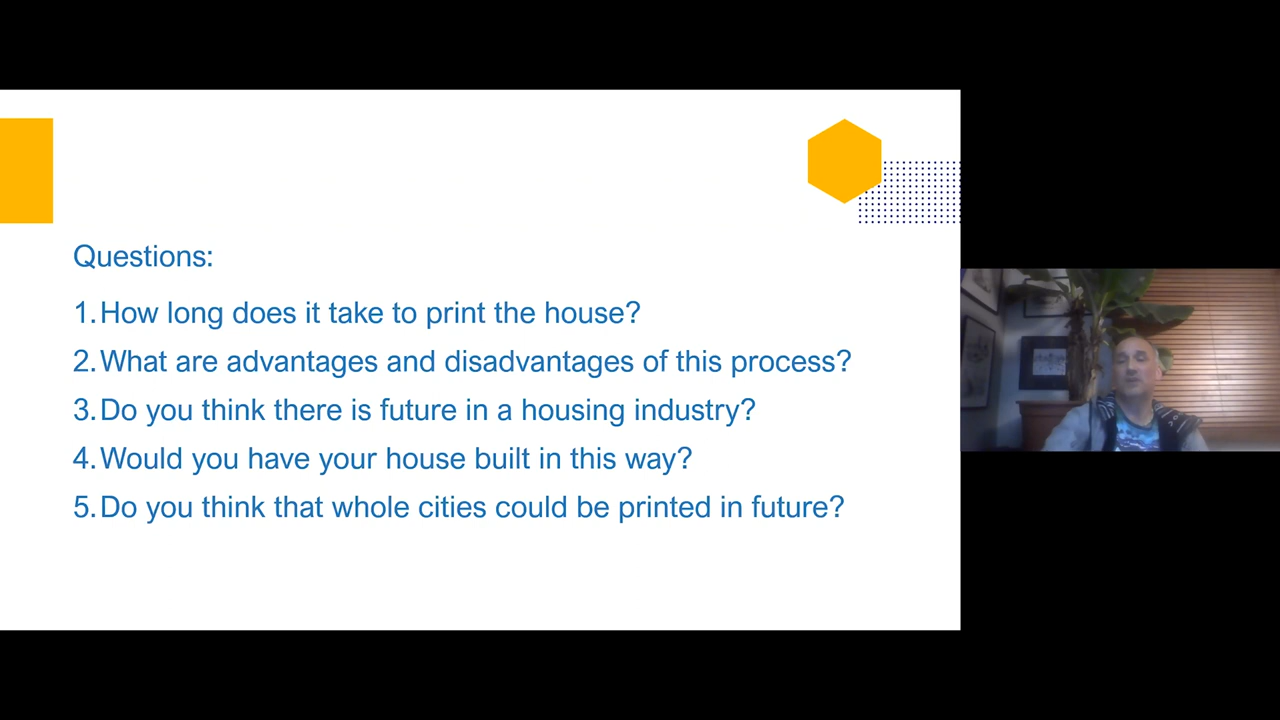 Questions:
1. How long does it take to print the house?
2. What are advantages and disadvantages of this process?
3. Do you think there is future in a housing industry?
4. Would you have your house built in this way?
5. Do you think that whole cities could be printed in future?